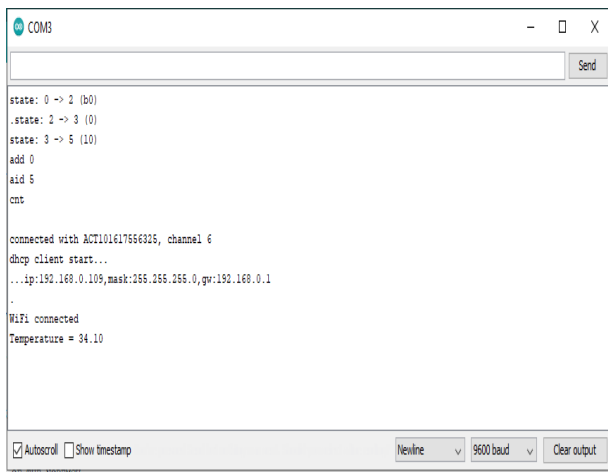 COM3
Send
state: 0 -> 2 (b0)
.state: 2 -> 3 (0)
state: 3 -> 5 (10)
add 0
aid 5
cnt
connected with ACT101617556325, channel 6
dhcp client start...
...ip:192.168.0.109,mask:255.255.255.0,gw:192.168.0.1
.
WiFi connected
Temperature = 34.10
Autoscroll Show timestamp Newline 9600 baud Clear output